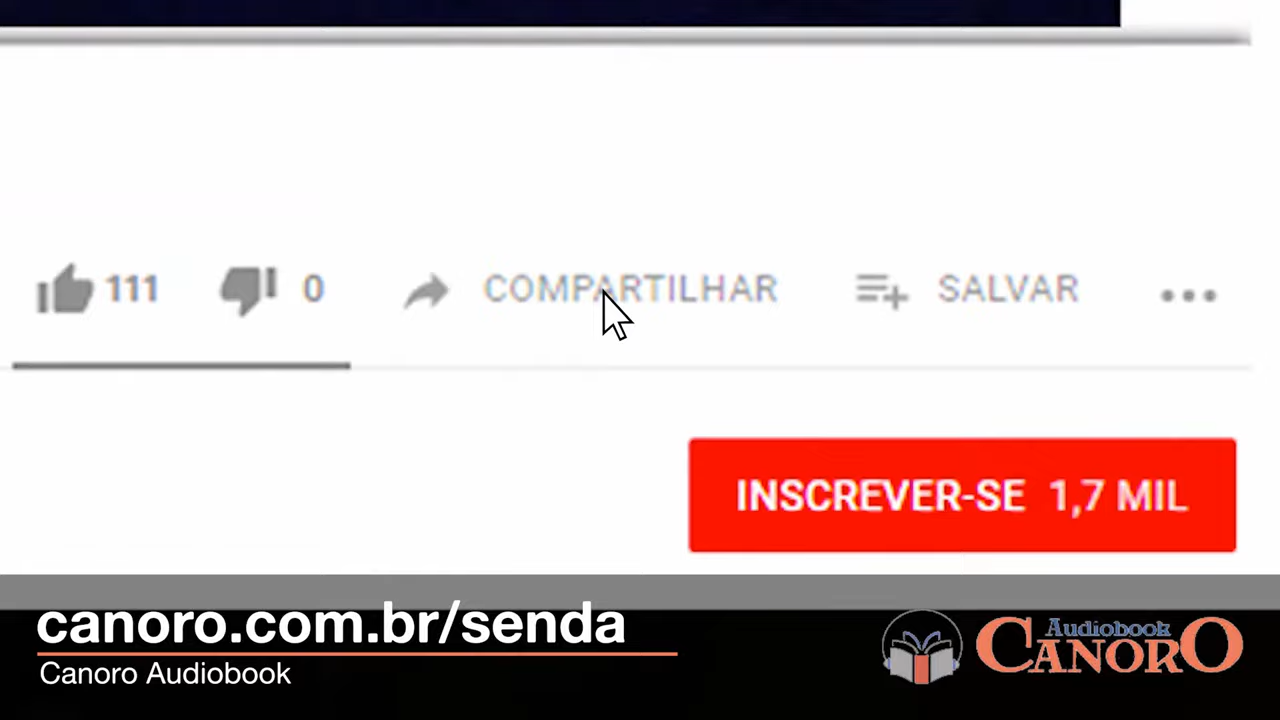 111 0 COMPARTILHAR SALVAR
INSCREVER-SE 1,7 MIL
canoro.com.br/senda
Canoro Audiobook
Audiobook
CANORO